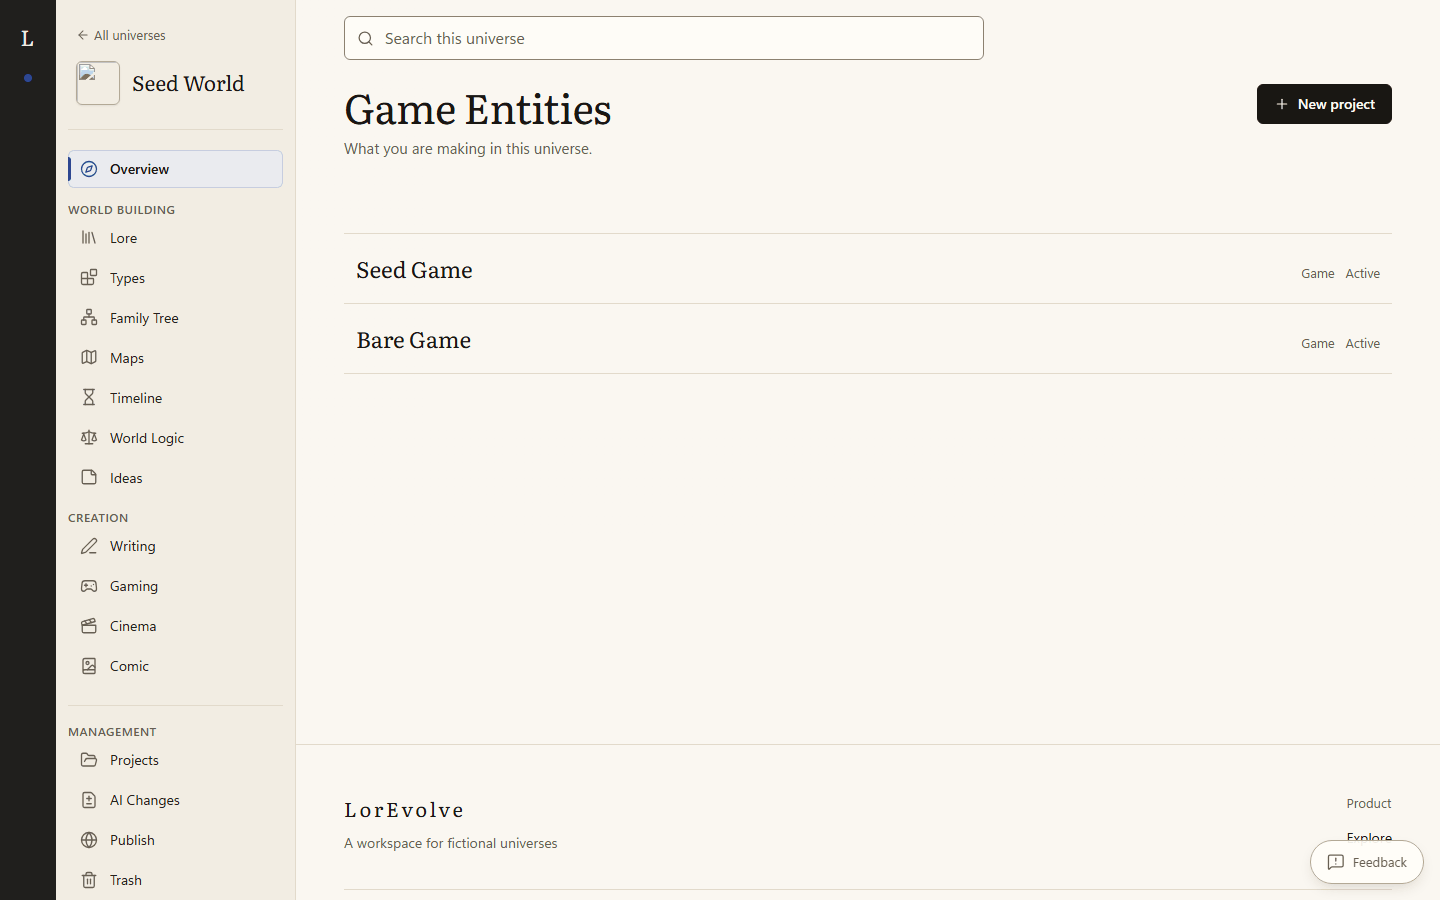 L
All universes
Seed World
Overview
WORLD BUILDING
Lore
Types
Family Tree
Maps
Timeline
World Logic
Ideas
CREATION
Writing
Gaming
Cinema
Comic
MANAGEMENT
Projects
AI Changes
Publish
Trash
Search this universe
Game Entities
New project
What you are making in this universe.
Seed Game
Game Active
Bare Game
Game Active
LorEvolve
A workspace for fictional universes
Product
Explore
Feedback